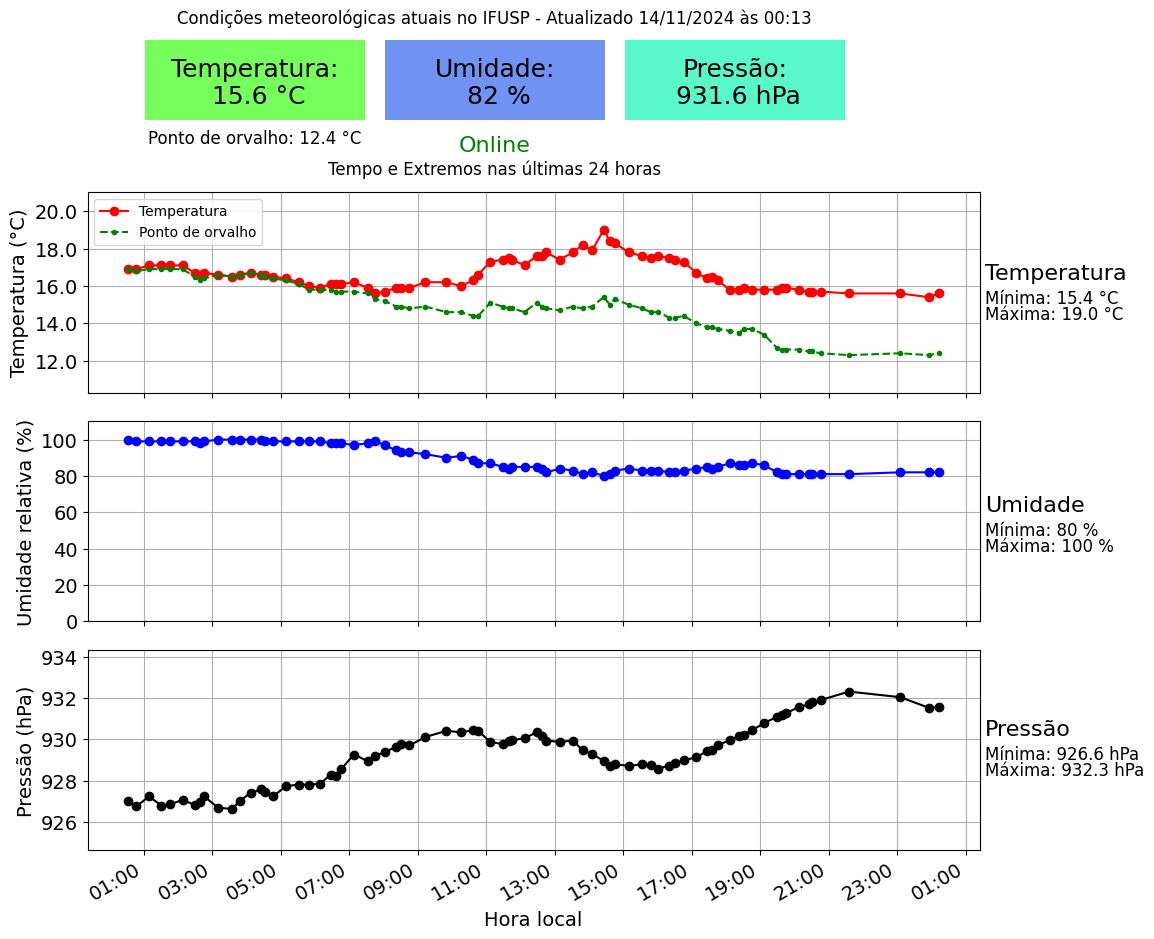 Condições meteorológicas atuais no IFUSP - Atualizado 14/11/2024 às 00:13
Temperatura:
15.6 °C
Umidade:
82 %
Pressão:
931.6 hPa
Ponto de orvalho: 12.4 °C
Online
Tempo e Extremos nas últimas 24 horas
Temperatura (°C)
20.0
18.0
16.0
14.0
12.0
Temperatura
Ponto de orvalho
Temperatura
Mínima: 15.4 °C
Máxima: 19.0 °C
Umidade relativa (%)
100
80
60
40
20
0
Umidade
Mínima: 80 %
Máxima: 100 %
Pressão (hPa)
934
932
930
928
926
Pressão
Mínima: 926.6 hPa
Máxima: 932.3 hPa
01:00 03:00 05:00 07:00 09:00 11:00 13:00 15:00 17:00 19:00 21:00 23:00 01:00
Hora local